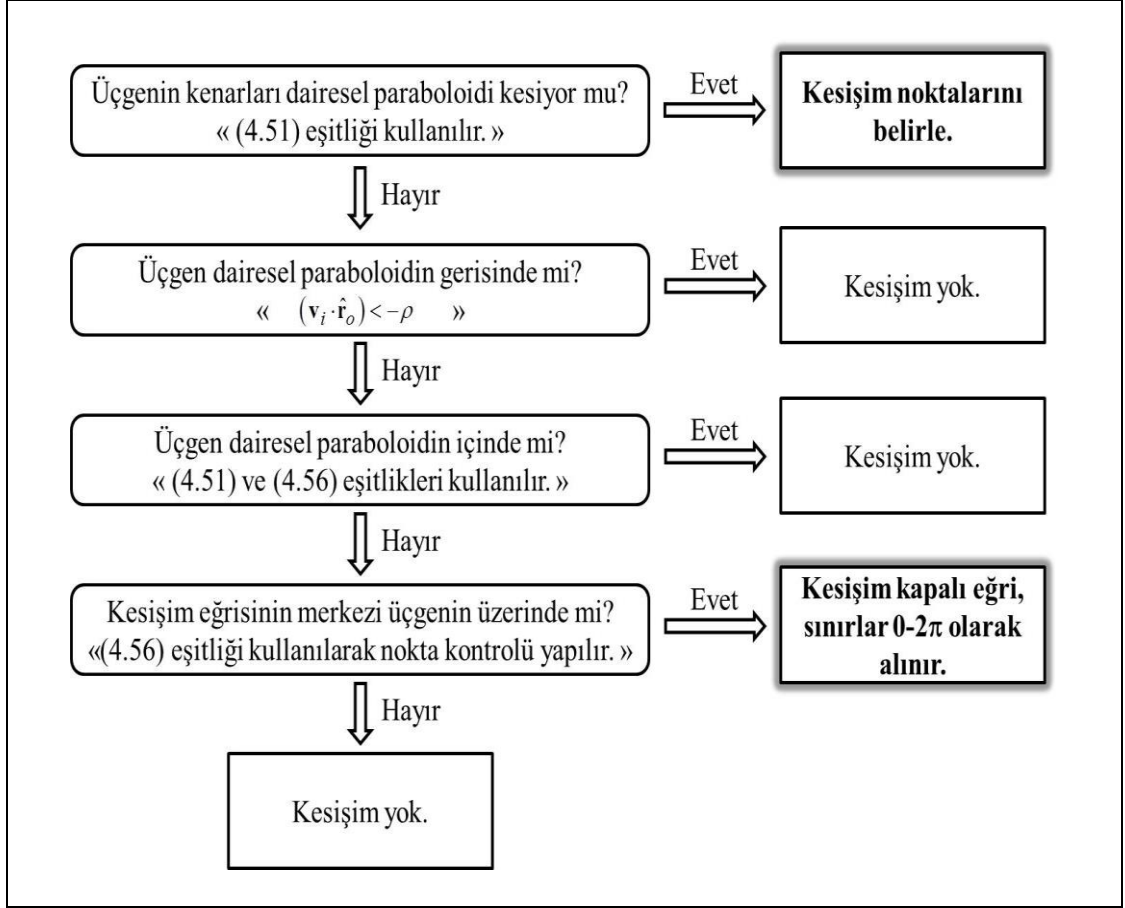 Üçgenin kenarları dairesel paraboloidi kesiyor mu?
« (4.51) eşitliği kullanılır. »
Evet
Kesişim noktalarını
belirle.
Hayır
Üçgen dairesel paraboloidin gerisinde mi?
« (v_i·r̂_o) < -ρ »
Evet
Kesişim yok.
Hayır
Üçgen dairesel paraboloidin içinde mi?
« (4.51) ve (4.56) eşitlikleri kullanılır. »
Evet
Kesişim yok.
Hayır
Kesişim eğrisinin merkezi üçgenin üzerinde mi?
«(4.56) eşitliği kullanılarak nokta kontrolü yapılır. »
Evet
Kesişim kapalı eğri,
sınırlar 0-2π olarak
alınır.
Hayır
Kesişim yok.